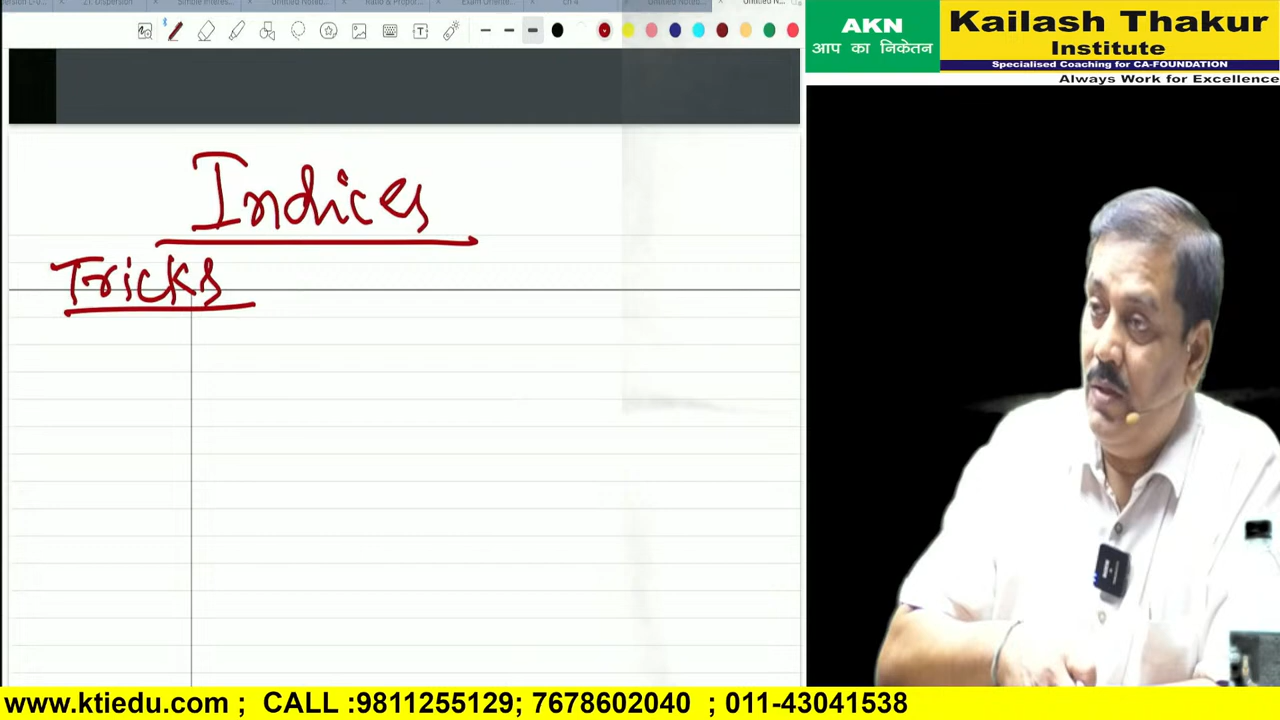 AKN
आप का निकेतन
Kailash Thakur
Institute
Specialised Coaching for CA-FOUNDATION
Always Work for Excellence
Indices
Tricks
www.ktiedu.com ; CALL :9811255129; 7678602040 ; 011-43041538